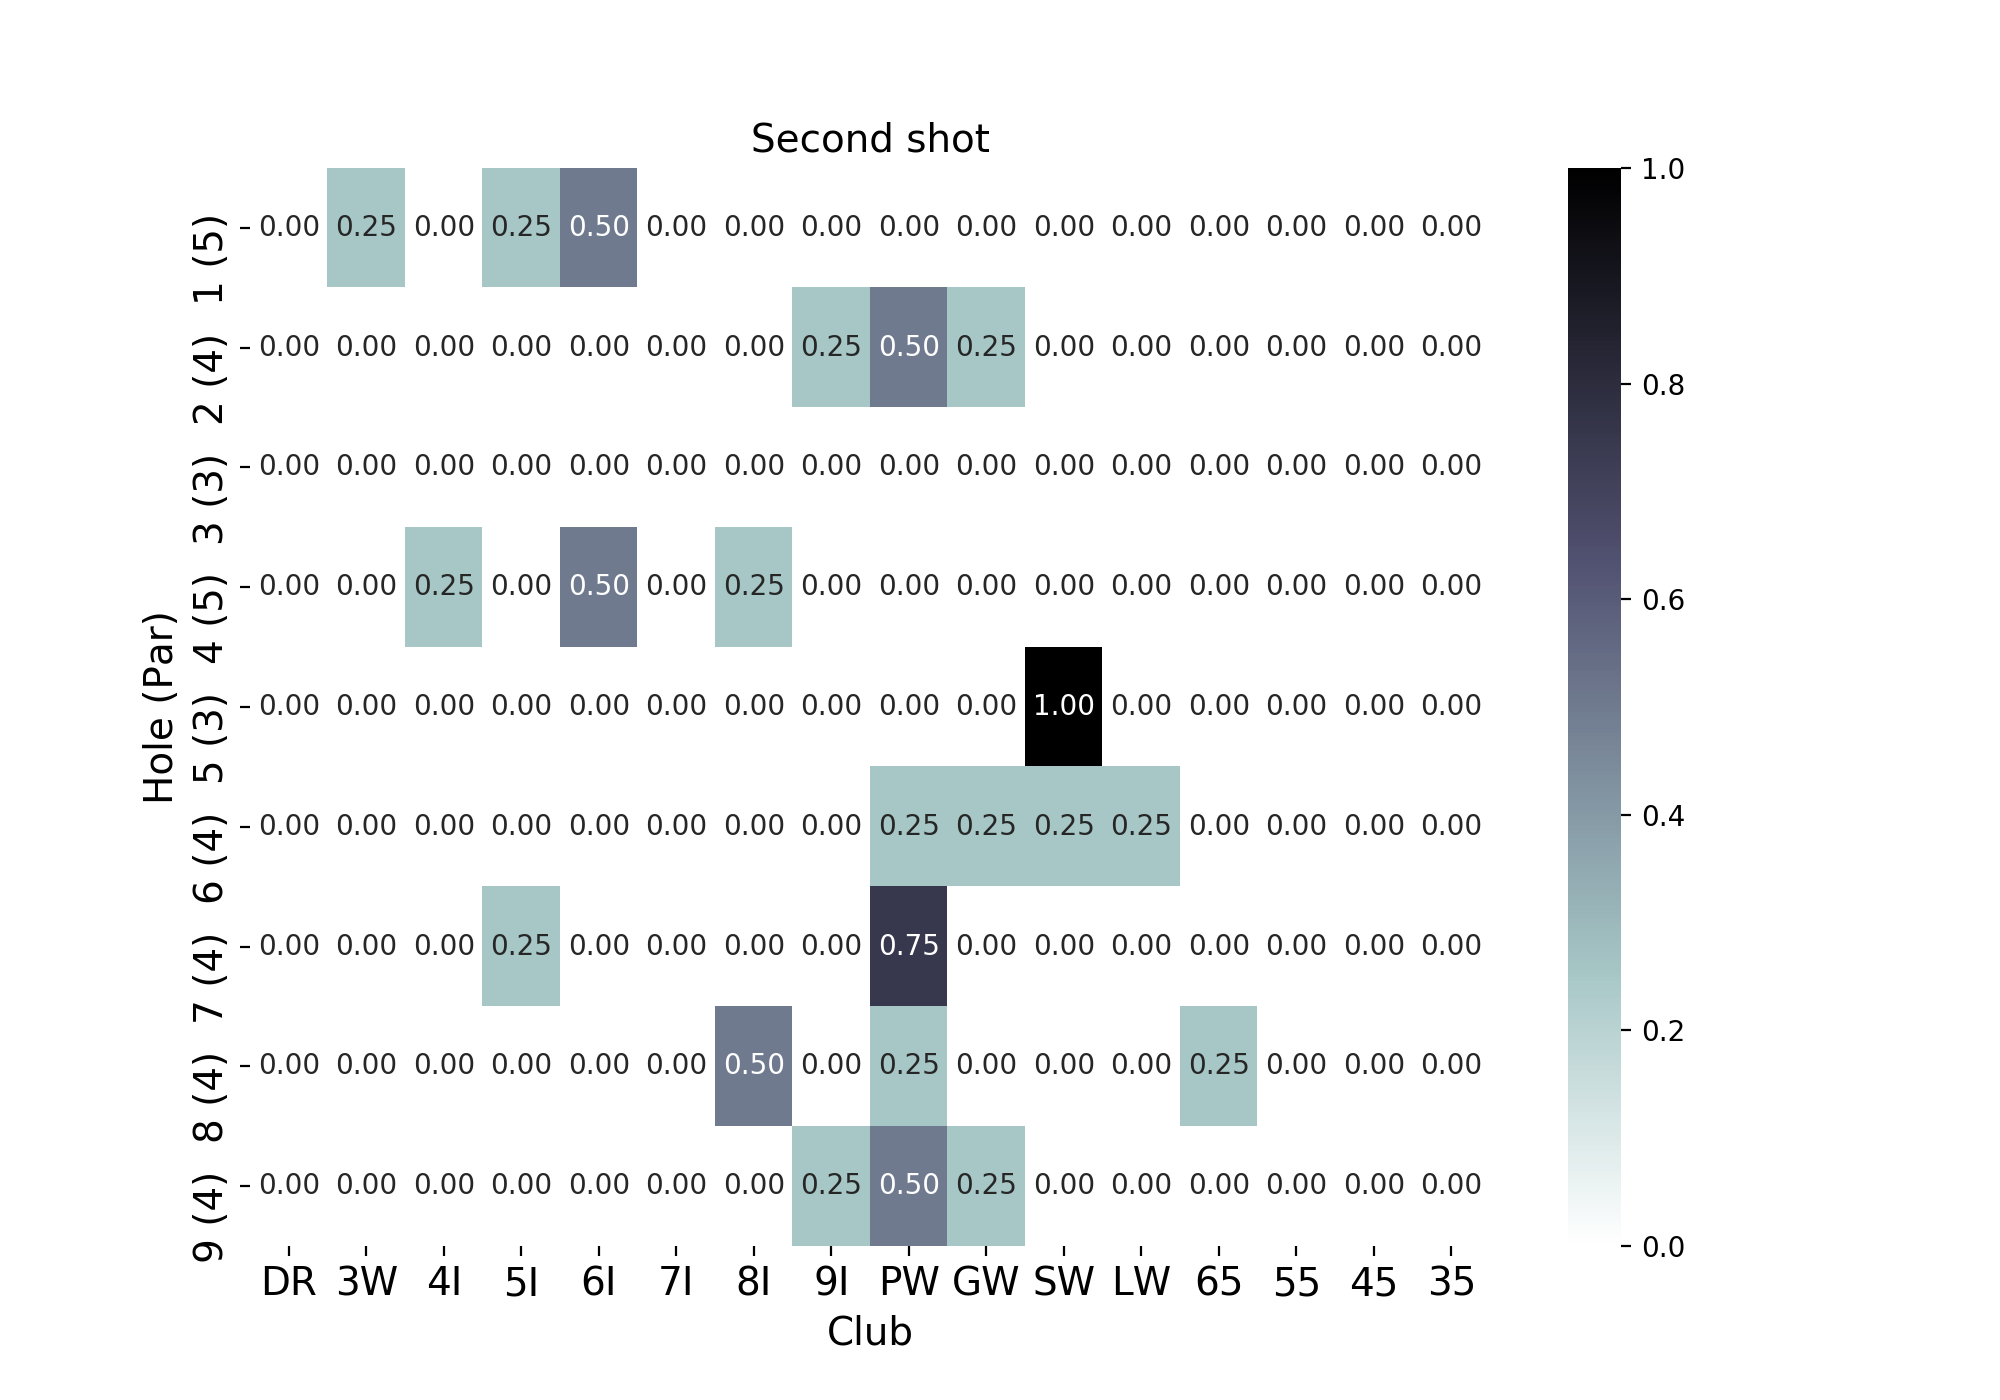 Second shot
1 (5) 0.00 0.25 0.00 0.25 0.50 0.00 0.00 0.00 0.00 0.00 0.00 0.00 0.00 0.00 0.00 0.00
2 (4) 0.00 0.00 0.00 0.00 0.00 0.00 0.00 0.25 0.50 0.25 0.00 0.00 0.00 0.00 0.00 0.00
3 (3) 0.00 0.00 0.00 0.00 0.00 0.00 0.00 0.00 0.00 0.00 0.00 0.00 0.00 0.00 0.00 0.00
4 (5) 0.00 0.00 0.25 0.00 0.50 0.00 0.25 0.00 0.00 0.00 0.00 0.00 0.00 0.00 0.00 0.00
5 (3) 0.00 0.00 0.00 0.00 0.00 0.00 0.00 0.00 0.00 0.00 1.00 0.00 0.00 0.00 0.00 0.00
6 (4) 0.00 0.00 0.00 0.00 0.00 0.00 0.00 0.00 0.25 0.25 0.25 0.25 0.00 0.00 0.00 0.00
7 (4) 0.00 0.00 0.00 0.25 0.00 0.00 0.00 0.00 0.75 0.00 0.00 0.00 0.00 0.00 0.00 0.00
8 (4) 0.00 0.00 0.00 0.00 0.00 0.00 0.50 0.00 0.25 0.00 0.00 0.00 0.25 0.00 0.00 0.00
9 (4) 0.00 0.00 0.00 0.00 0.00 0.00 0.00 0.25 0.50 0.25 0.00 0.00 0.00 0.00 0.00 0.00
DR 3W 4I 5I 6I 7I 8I 9I PW GW SW LW 65 55 45 35
Club
Hole (Par)
1.0
0.8
0.6
0.4
0.2
0.0